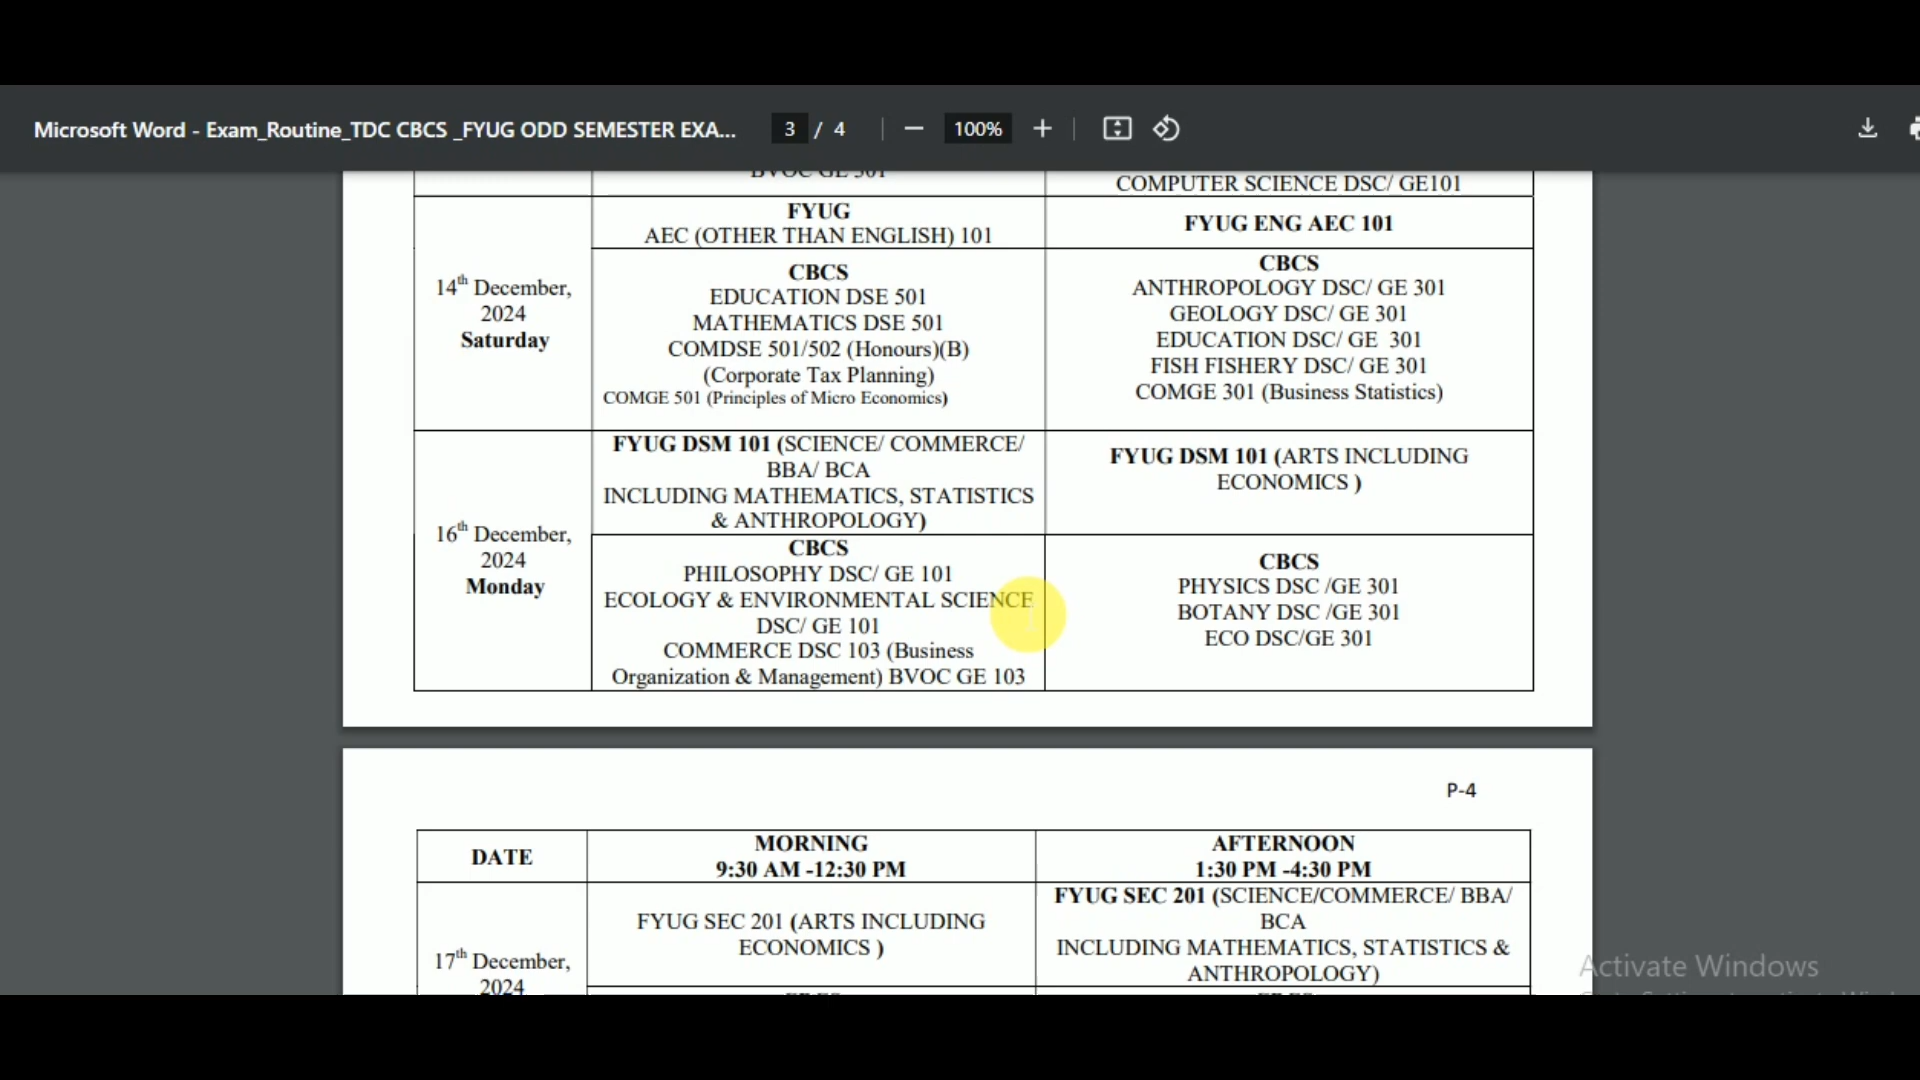 Microsoft Word - Exam_Routine_TDC CBCS _FYUG ODD SEMESTER EXA...
3 / 4
100%
BVOC GE 301
COMPUTER SCIENCE DSC/ GE101
14th December,
2024
Saturday
FYUG
AEC (OTHER THAN ENGLISH) 101
FYUG ENG AEC 101
CBCS
EDUCATION DSE 501
MATHEMATICS DSE 501
COMDSE 501/502 (Honours)(B)
(Corporate Tax Planning)
COMGE 501 (Principles of Micro Economics)
CBCS
ANTHROPOLOGY DSC/ GE 301
GEOLOGY DSC/ GE 301
EDUCATION DSC/ GE 301
FISH FISHERY DSC/ GE 301
COMGE 301 (Business Statistics)
16th December,
2024
Monday
FYUG DSM 101 (SCIENCE/ COMMERCE/
BBA/ BCA
INCLUDING MATHEMATICS, STATISTICS
& ANTHROPOLOGY)
FYUG DSM 101 (ARTS INCLUDING
ECONOMICS )
CBCS
PHILOSOPHY DSC/ GE 101
ECOLOGY & ENVIRONMENTAL SCIENCE
DSC/ GE 101
COMMERCE DSC 103 (Business
Organization & Management) BVOC GE 103
CBCS
PHYSICS DSC /GE 301
BOTANY DSC /GE 301
ECO DSC/GE 301
P-4
DATE
MORNING
9:30 AM -12:30 PM
AFTERNOON
1:30 PM -4:30 PM
17th December,
2024
FYUG SEC 201 (ARTS INCLUDING
ECONOMICS )
FYUG SEC 201 (SCIENCE/COMMERCE/ BBA/
BCA
INCLUDING MATHEMATICS, STATISTICS &
ANTHROPOLOGY)
Activate Windows